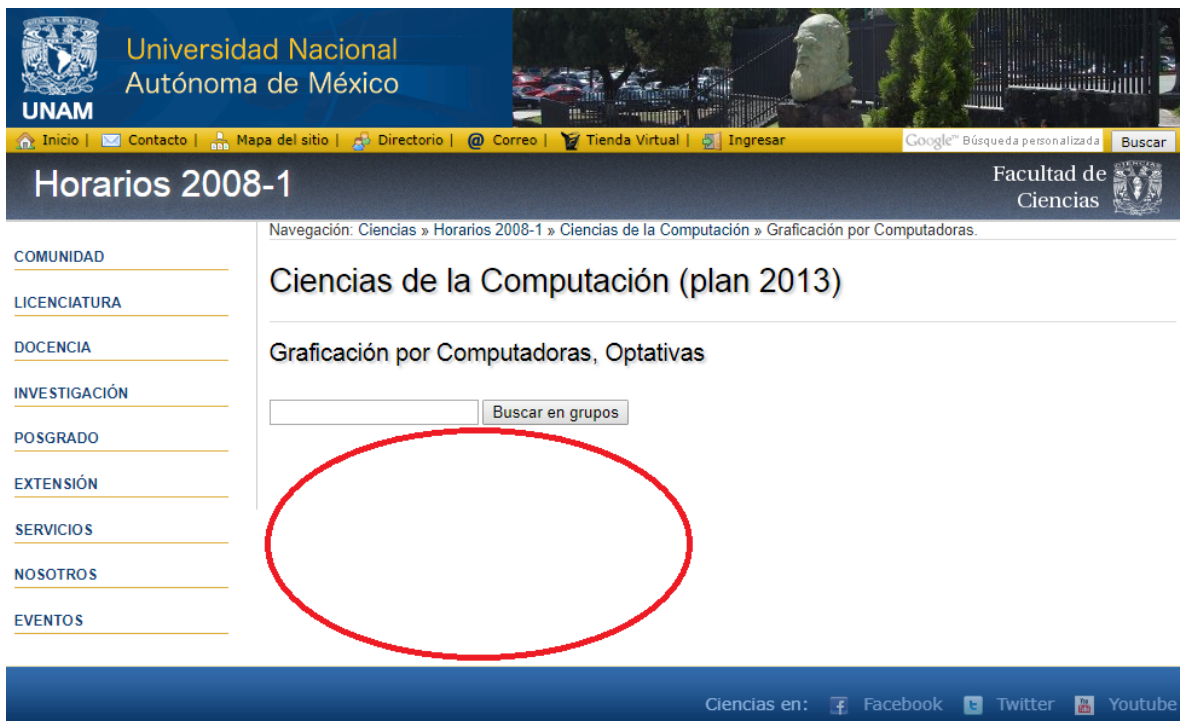 Universidad Nacional
Autónoma de México
UNAM
Inicio | Contacto | Mapa del sitio | Directorio | @ Correo | Tienda Virtual | Ingresar
Google™ Búsqueda personalizada Buscar
Horarios 2008-1
Facultad de
Ciencias
Navegación: Ciencias » Horarios 2008-1 » Ciencias de la Computación » Graficación por Computadoras.
COMUNIDAD
LICENCIATURA
DOCENCIA
INVESTIGACIÓN
POSGRADO
EXTENSIÓN
SERVICIOS
NOSOTROS
EVENTOS
Ciencias de la Computación (plan 2013)
Graficación por Computadoras, Optativas
Buscar en grupos
Ciencias en: Facebook Twitter Youtube